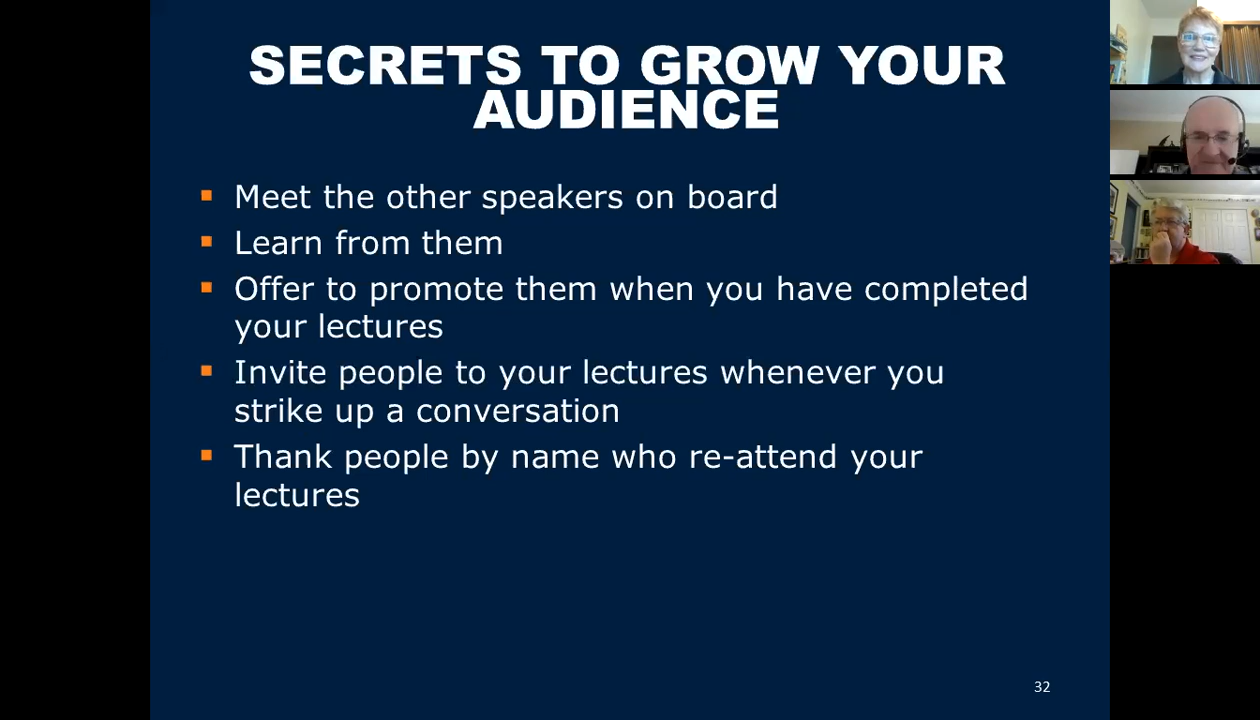 SECRETS TO GROW YOUR
AUDIENCE
Meet the other speakers on board
Learn from them
Offer to promote them when you have completed
your lectures
Invite people to your lectures whenever you
strike up a conversation
Thank people by name who re-attend your
lectures
32